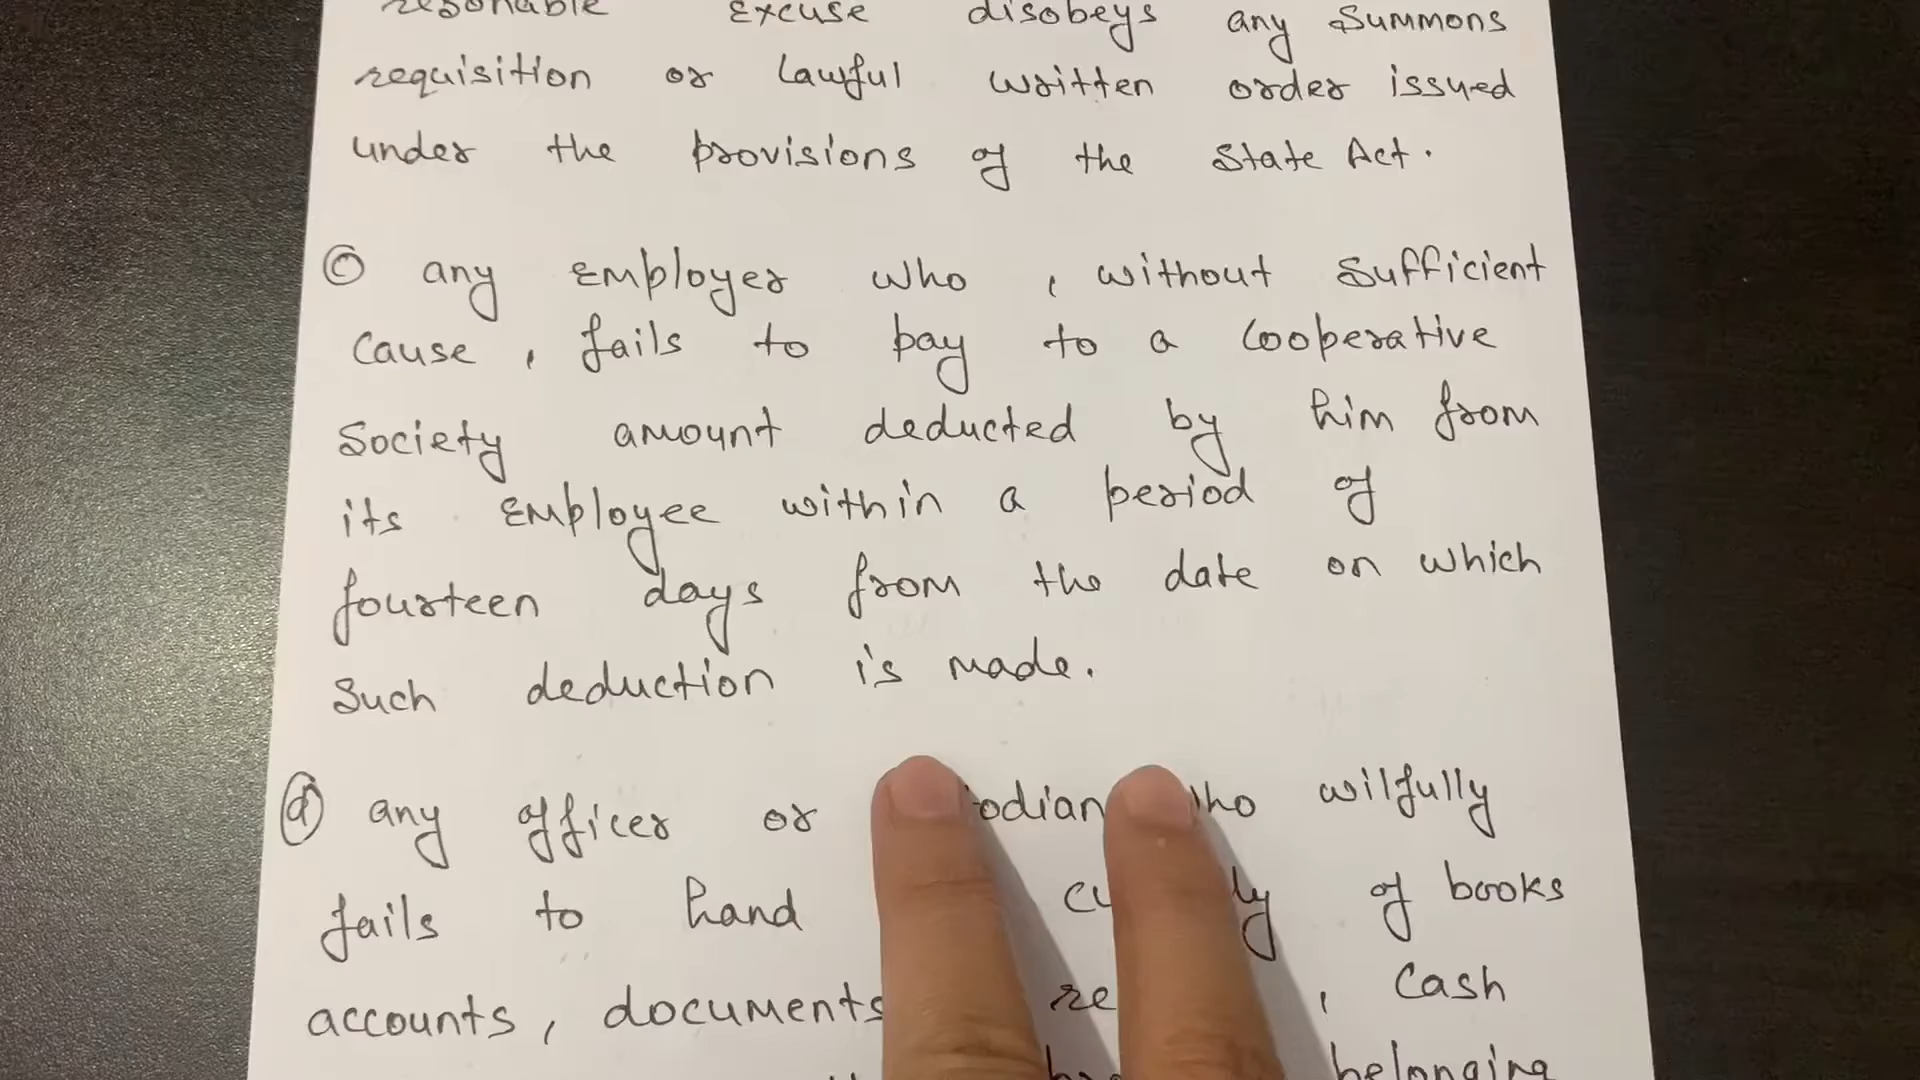 resonable excuse disobeys any summons
requisition or lawful written order issued
under the provisions of the State Act.
(c) any employer who, without sufficient
cause, fails to pay to a cooperative
society amount deducted by him from
its employee within a period of
fourteen days from the date on which
such deduction is made.
(d) any officer or who wilfully
fails to hand of books
accounts, documents , cash
belonging